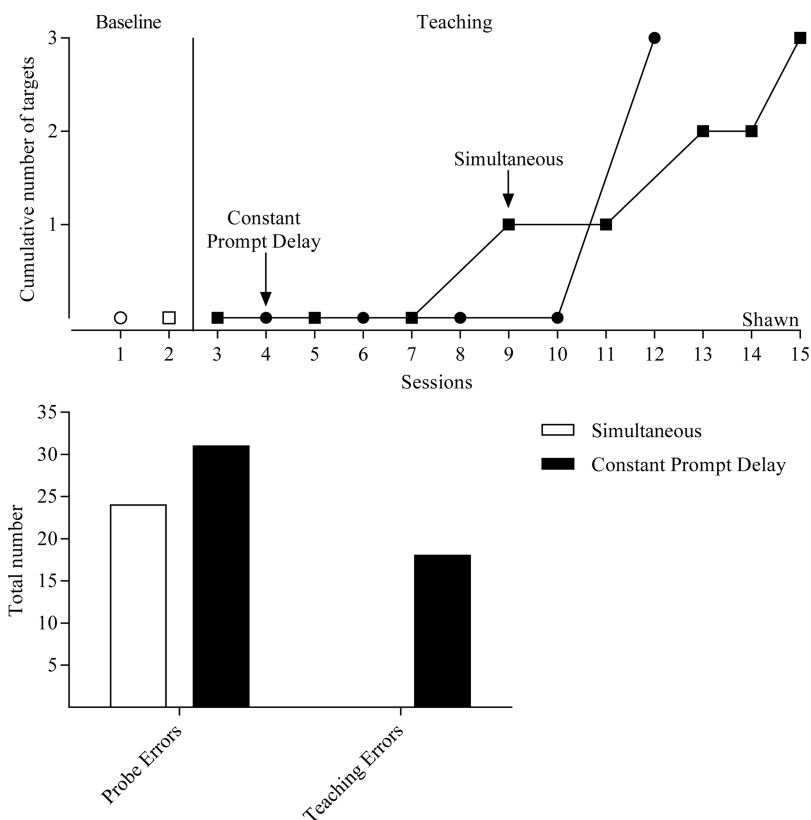 Baseline
Teaching
Cumulative number of targets
3
2
1
Simultaneous
Constant
Prompt Delay
Shawn
1 2 3 4 5 6 7 8 9 10 11 12 13 14 15
Sessions
Total number
35
30
25
20
15
10
5
Simultaneous
Constant Prompt Delay
Probe Errors
Teaching Errors